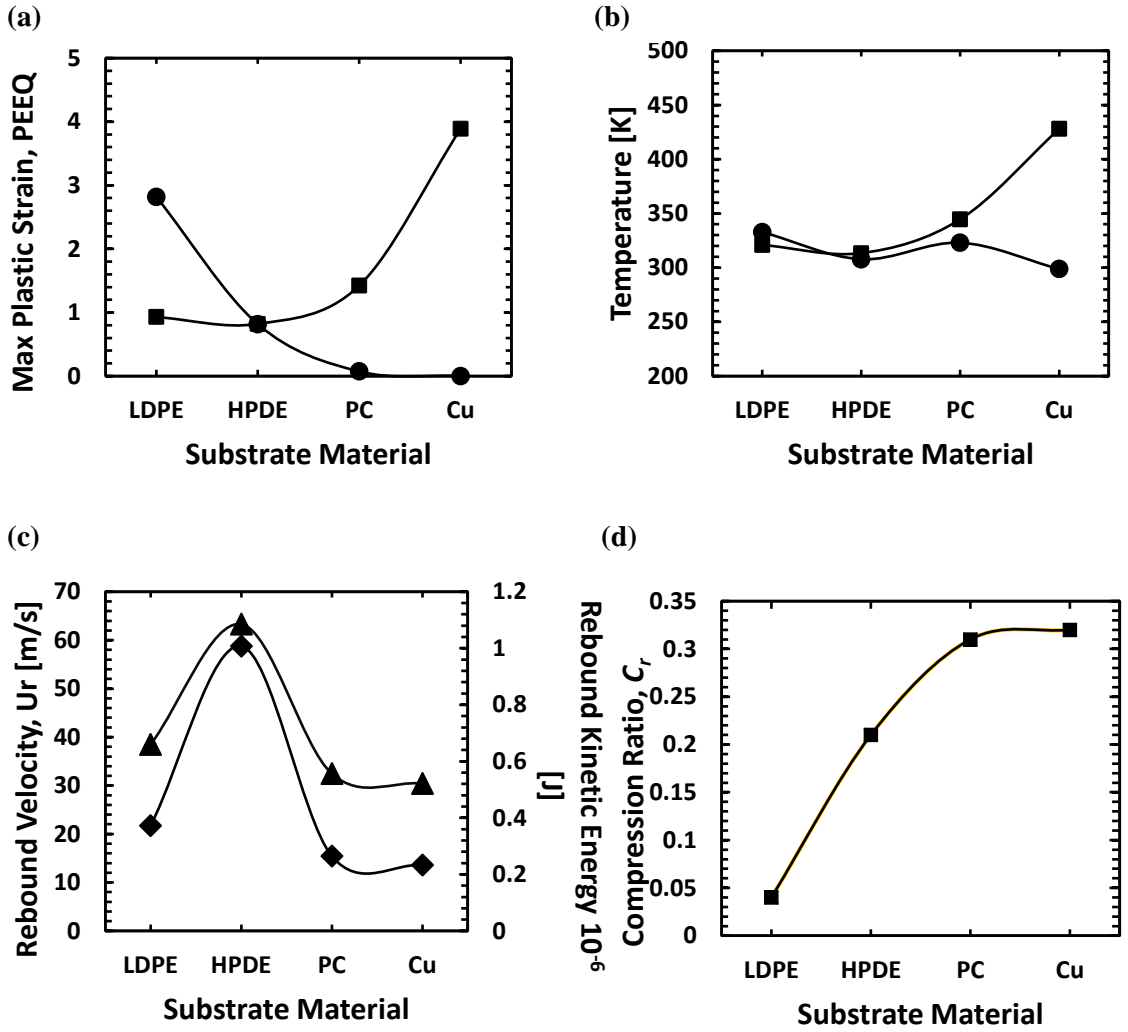 (a)
Max Plastic Strain, PEEQ
5
4
3
2
1
0
LDPE HPDE PC Cu
Substrate Material
(b)
Temperature [K]
500
450
400
350
300
250
200
LDPE HPDE PC Cu
Substrate Material
(c)
Rebound Velocity, Ur [m/s]
70
60
50
40
30
20
10
0
LDPE HPDE PC Cu
Substrate Material
1.2
1
0.8
0.6
0.4
0.2
0
Rebound Kinetic Energy 10⁻⁶
[J]
(d)
Compression Ratio, Cᵣ
0.35
0.3
0.25
0.2
0.15
0.1
0.05
0
LDPE HPDE PC Cu
Substrate Material